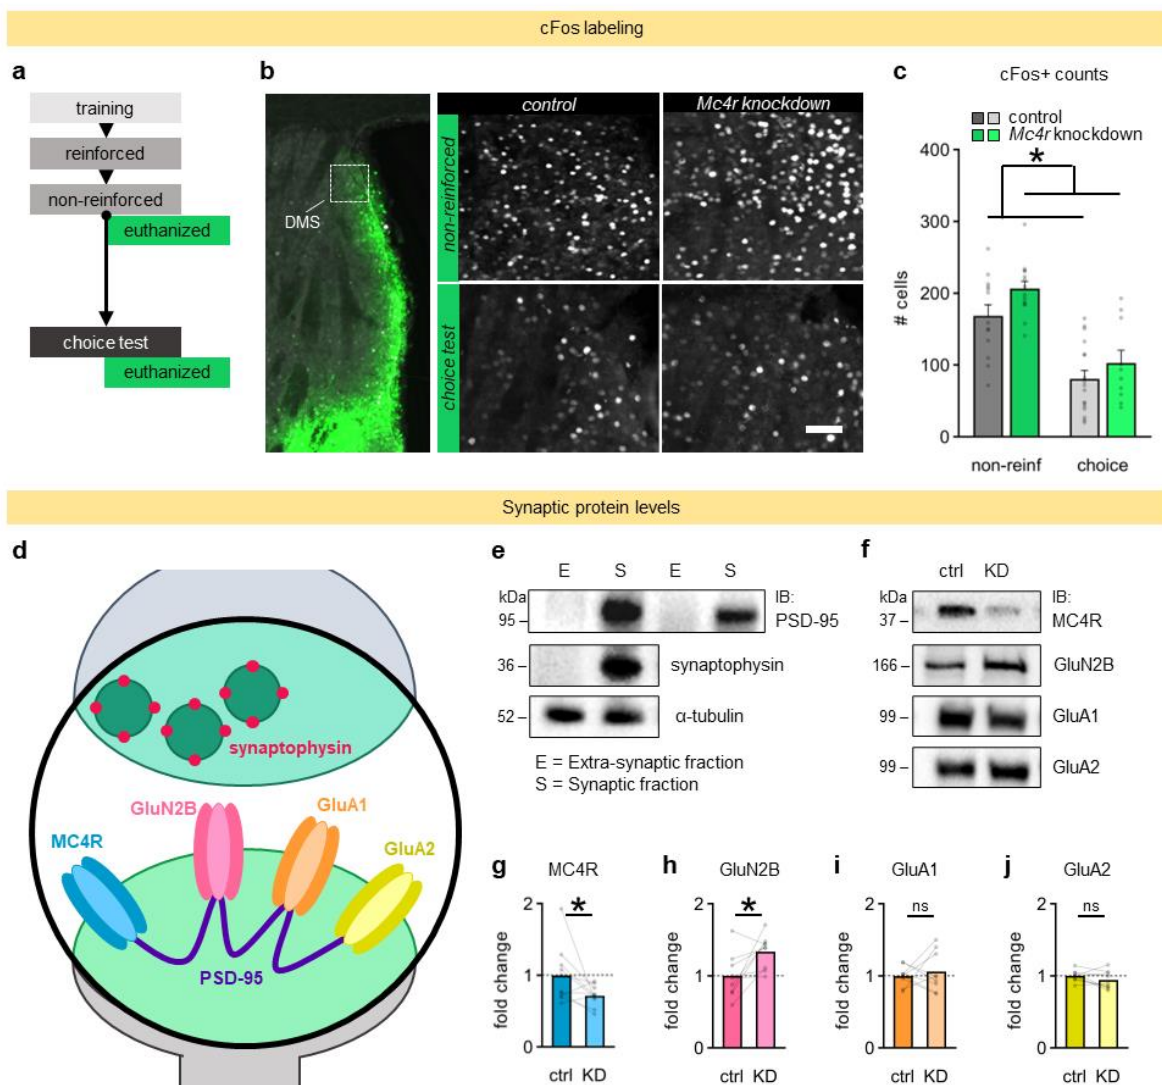 cFos labeling
a
training
reinforced
non-reinforced
euthanized
choice test
euthanized
b
control
Mc4r knockdown
non-reinforced
choice test
DMS
c
cFos+ counts
control
Mc4r knockdown
*
# cells
400
300
200
100
0
non-reinf
choice
Synaptic protein levels
d
synaptophysin
GluN2B
GluA1
MC4R
GluA2
PSD-95
e
E S E S
kDa
IB:
95
PSD-95
36
synaptophysin
52
α-tubulin
E = Extra-synaptic fraction
S = Synaptic fraction
f
ctrl KD
kDa
IB:
37
MC4R
166
GluN2B
99
GluA1
99
GluA2
g
MC4R
*
fold change
2
1
0
ctrl KD
h
GluN2B
*
fold change
2
1
0
ctrl KD
i
GluA1
ns
fold change
2
1
0
ctrl KD
j
GluA2
ns
fold change
2
1
0
ctrl KD